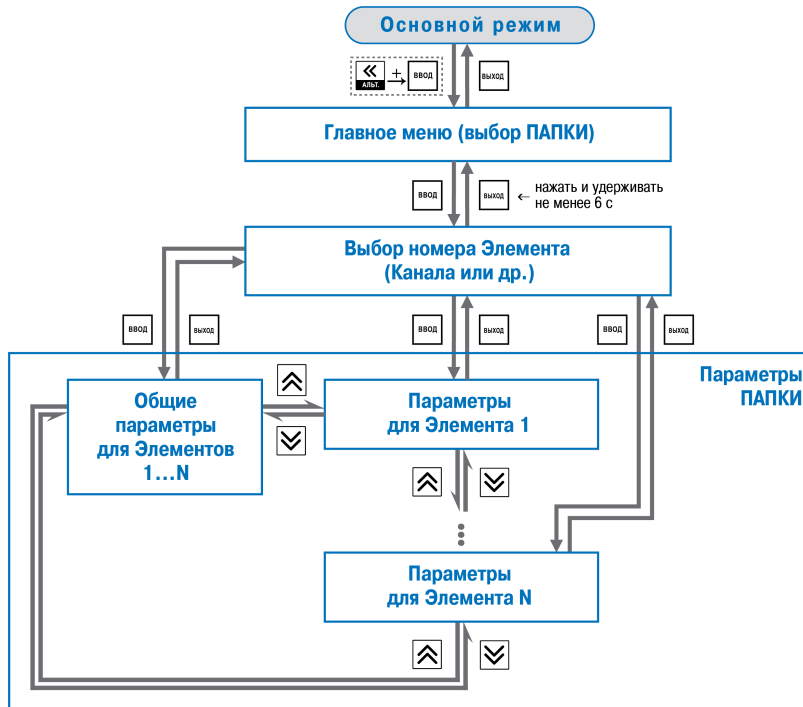 Основной режим
АЛЬТ.
+
ВВОД
ВЫХОД
Главное меню (выбор ПАПКИ)
ВВОД
ВЫХОД
← нажать и удерживать
не менее 6 с
Выбор номера Элемента
(Канала или др.)
ВВОД
ВЫХОД
ВВОД
ВЫХОД
ВВОД
ВЫХОД
Параметры
ПАПКИ
Общие
параметры
для Элементов
1...N
Параметры
для Элемента 1
Параметры
для Элемента N